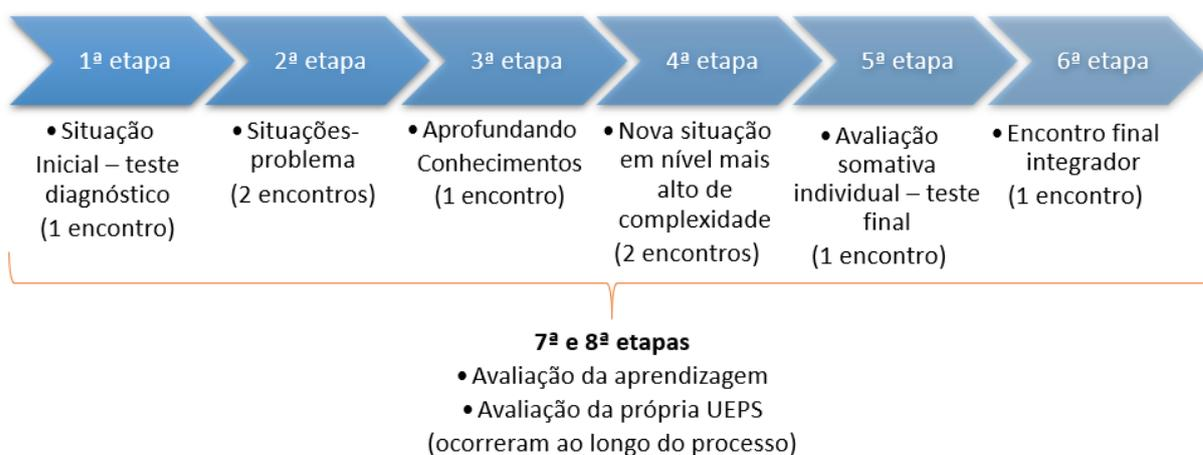 1ª etapa
2ª etapa
3ª etapa
4ª etapa
5ª etapa
6ª etapa
• Situação
Inicial – teste
diagnóstico
(1 encontro)
• Situações-
problema
(2 encontros)
• Aprofundando
Conhecimentos
(1 encontro)
• Nova situação
em nível mais
alto de
complexidade
(2 encontros)
• Avaliação
somativa
individual – teste
final
(1 encontro)
• Encontro final
integrador
(1 encontro)
7ª e 8ª etapas
• Avaliação da aprendizagem
• Avaliação da própria UEPS
(ocorreram ao longo do processo)